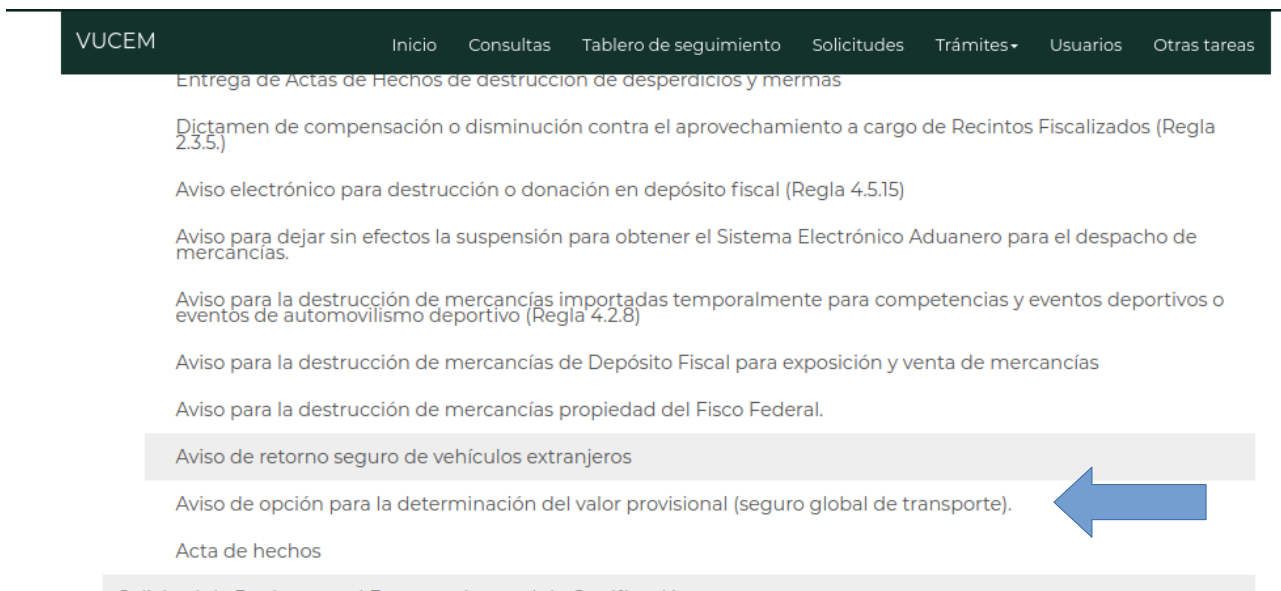 VUCEM Inicio Consultas Tablero de seguimiento Solicitudes Trámites Usuarios Otras tareas
Entrega de Actas de Hechos de destrucción de desperdicios y mermas
Dictamen de compensación o disminución contra el aprovechamiento a cargo de Recintos Fiscalizados (Regla
2.3.5.)
Aviso electrónico para destrucción o donación en depósito fiscal (Regla 4.5.15)
Aviso para dejar sin efectos la suspensión para obtener el Sistema Electrónico Aduanero para el despacho de
mercancías.
Aviso para la destrucción de mercancías importadas temporalmente para competencias y eventos deportivos o
eventos de automovilismo deportivo (Regla 4.2.8)
Aviso para la destrucción de mercancías de Depósito Fiscal para exposición y venta de mercancías
Aviso para la destrucción de mercancías propiedad del Fisco Federal.
Aviso de retorno seguro de vehículos extranjeros
Aviso de opción para la determinación del valor provisional (seguro global de transporte).
Acta de hechos